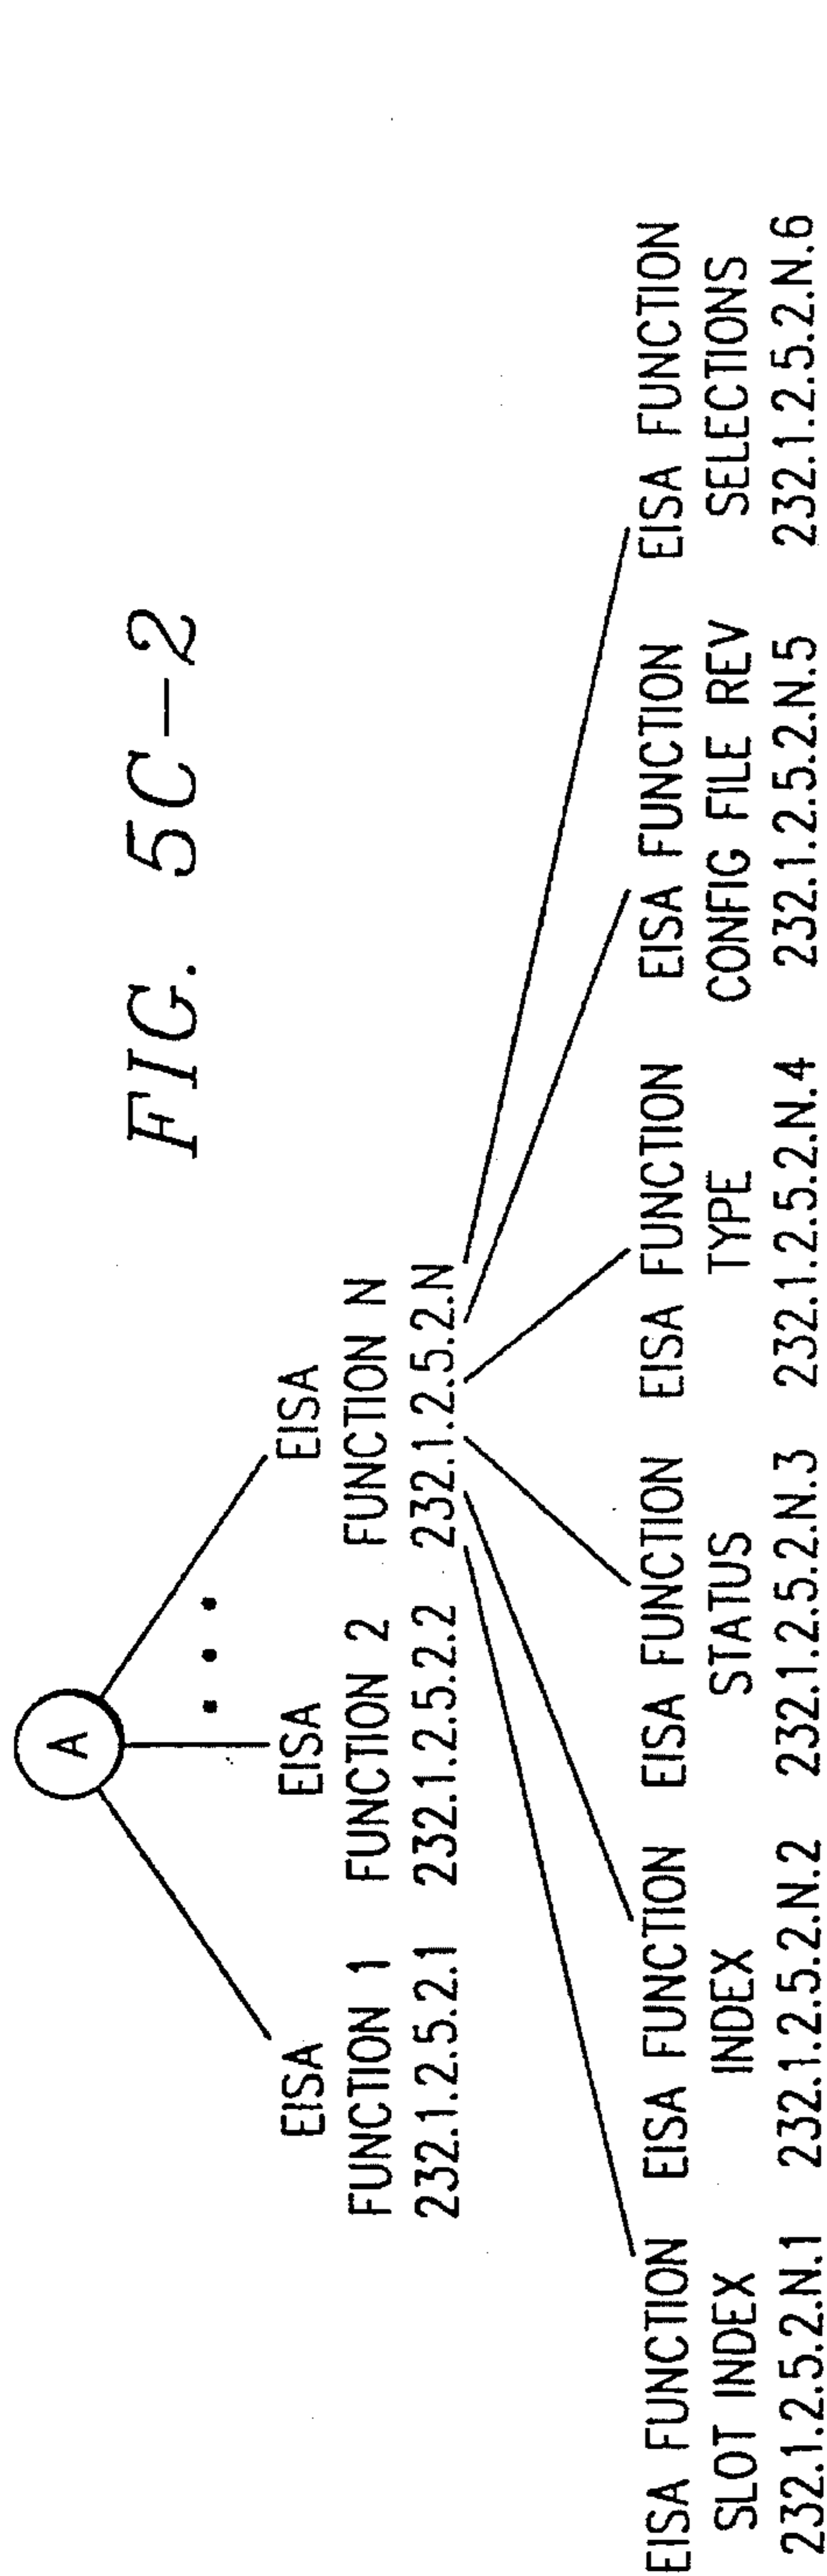 FIG. 5C-2
A
EISA
FUNCTION 1
232.1.2.5.2.1
EISA
FUNCTION 2
232.1.2.5.2.2
EISA
FUNCTION N
232.1.2.5.2.N
EISA FUNCTION
SLOT INDEX
232.1.2.5.2.N.1
EISA FUNCTION
INDEX
232.1.2.5.2.N.2
EISA FUNCTION
STATUS
232.1.2.5.2.N.3
EISA FUNCTION
TYPE
232.1.2.5.2.N.4
EISA FUNCTION
CONFIG FILE REV
232.1.2.5.2.N.5
EISA FUNCTION
SELECTIONS
232.1.2.5.2.N.6